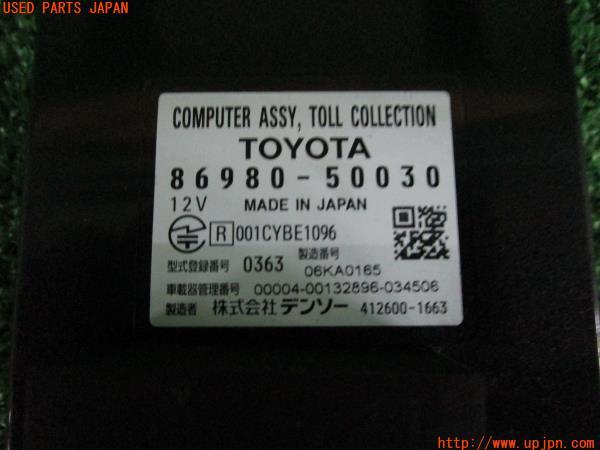 USED PARTS JAPAN
COMPUTER ASSY, TOLL COLLECTION
TOYOTA
86980-50030
12V MADE IN JAPAN
R 001CYBE1096
型式登録番号 0363 製造番号 06KA0165
車載器管理番号 00004-00132896-034506
製造者 株式会社デンソー 412600-1663
http://www.upjpn.com/